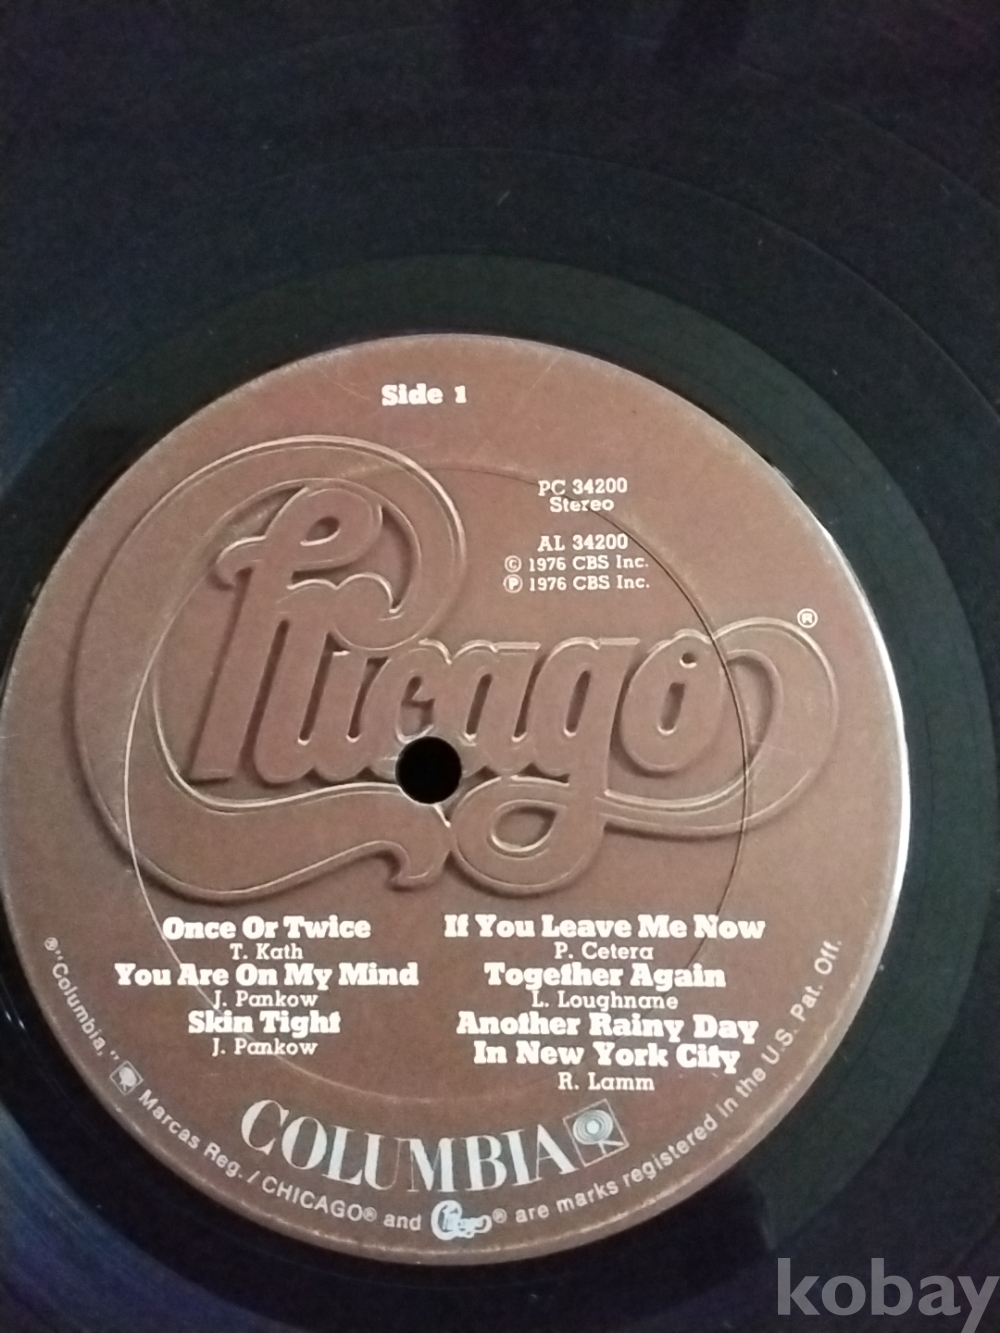 Side 1
Chicago®
PC 34200
Stereo
AL 34200
© 1976 CBS Inc.
℗ 1976 CBS Inc.
Once Or Twice
T. Kath
You Are On My Mind
J. Pankow
Skin Tight
J. Pankow
If You Leave Me Now
P. Cetera
Together Again
L. Loughnane
Another Rainy Day
In New York City
R. Lamm
COLUMBIA
®"Columbia," Marcas Reg. / CHICAGO® and Chicago® are marks registered in the U.S. Pat. Off.
kobay